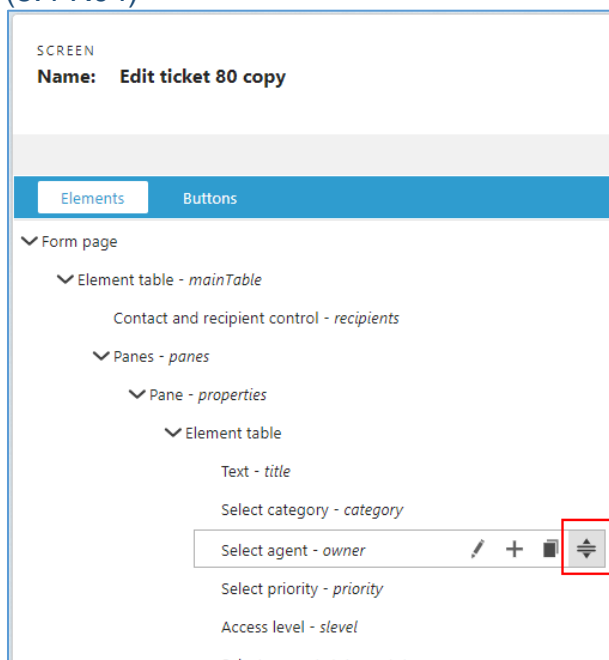 SCREEN
Name: Edit ticket 80 copy
Elements Buttons
Form page
Element table - mainTable
Contact and recipient control - recipients
Panes - panes
Pane - properties
Element table
Text - title
Select category - category
Select agent - owner
Select priority - priority
Access level - slevel